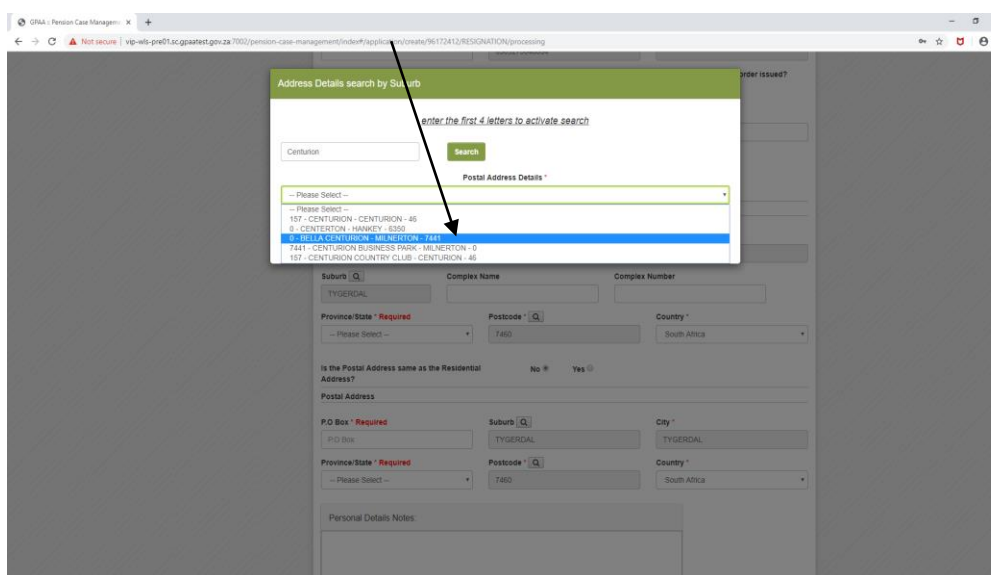 GPAA : Pension Case Managem
Not secure | vip-wls-pre01.sc.gpaatest.gov.za:7002/pension-case-management/index#/application/create/96172412/RESIGNATION/processing
order issued?
Address Details search by Suburb
enter the first 4 letters to activate search
Centurion Search
Postal Address Details *
-- Please Select --
-- Please Select --
157 - CENTURION - CENTURION - 46
0 - CENTERTON - HANKEY - 6350
0 - BELLA CENTURION - MILNERTON - 7441
7441 - CENTURION BUSINESS PARK - MILNERTON - 0
157 - CENTURION COUNTRY CLUB - CENTURION - 46
Suburb Complex Name Complex Number
TYGERDAL
Province/State * Required Postcode * Country *
-- Please Select -- 7460 South Africa
Is the Postal Address same as the Residential No Yes
Address?
Postal Address
P.O Box * Required Suburb City *
P.O Box TYGERDAL TYGERDAL
Province/State * Required Postcode * Country *
-- Please Select -- 7460 South Africa
Personal Details Notes: